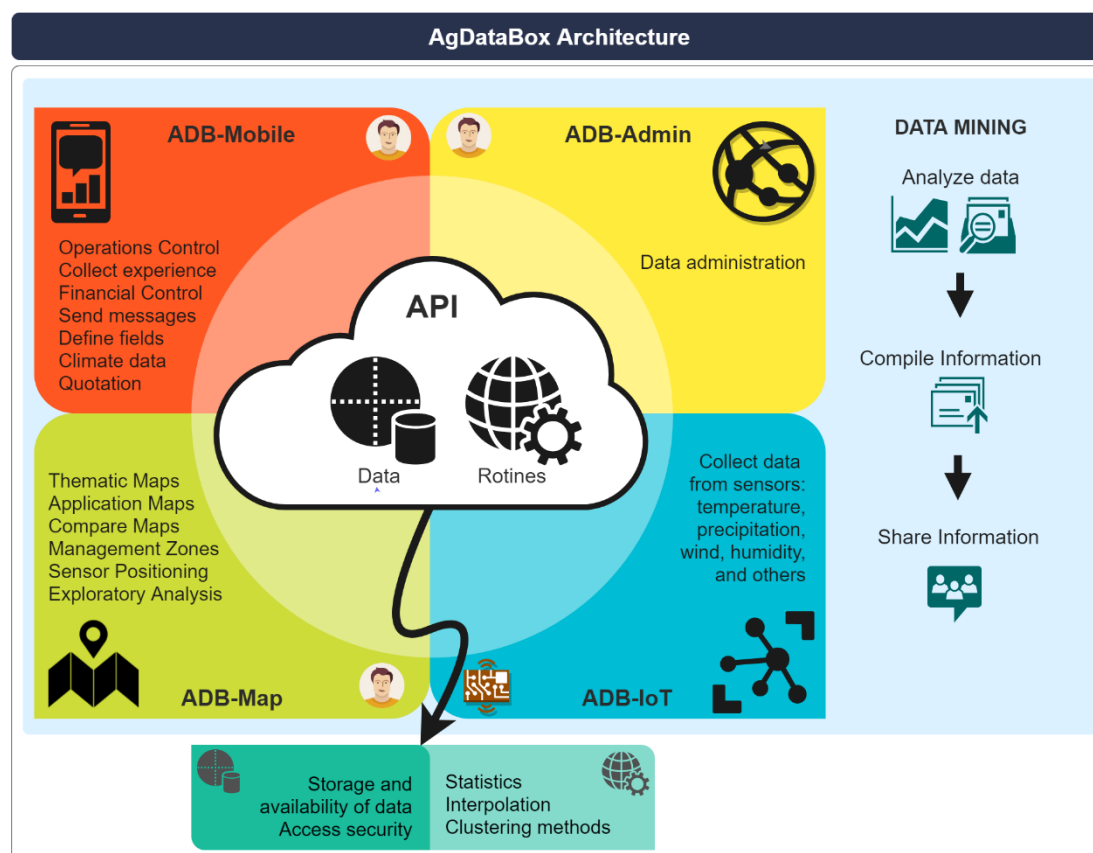 AgDataBox Architecture
ADB-Mobile
Operations Control
Collect experience
Financial Control
Send messages
Define fields
Climate data
Quotation
ADB-Admin
Data administration
API
Data
Rotines
Thematic Maps
Application Maps
Compare Maps
Management Zones
Sensor Positioning
Exploratory Analysis
ADB-Map
Collect data
from sensors:
temperature,
precipitation,
wind, humidity,
and others
ADB-IoT
Storage and
availability of data
Access security
Statistics
Interpolation
Clustering methods
DATA MINING
Analyze data
Compile Information
Share Information